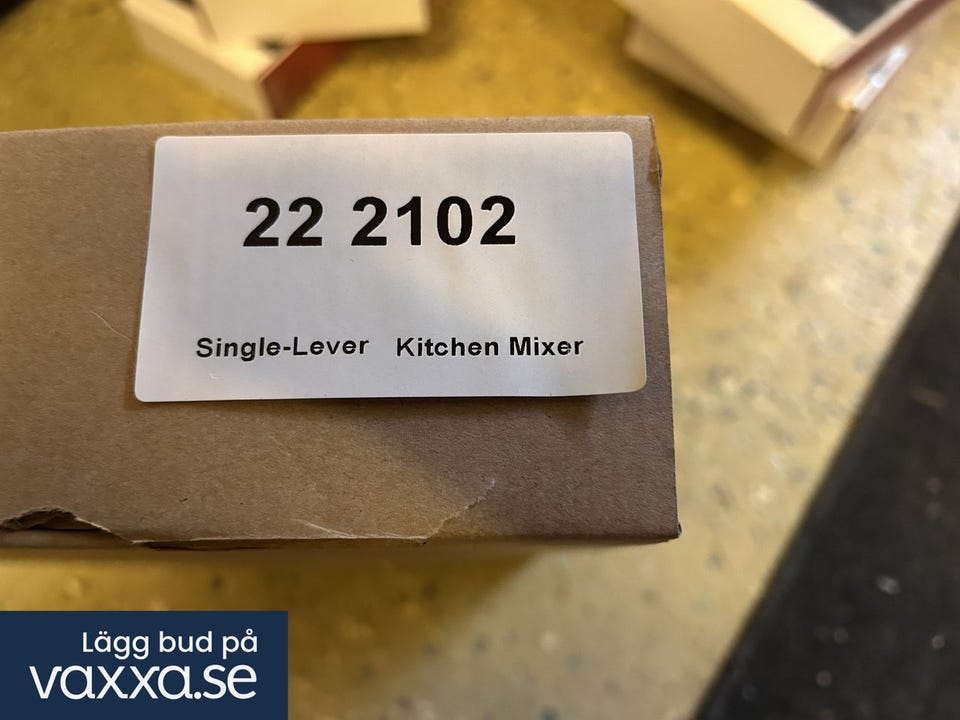 22 2102
Single-Lever Kitchen Mixer
Lägg bud på
vaxxa.se